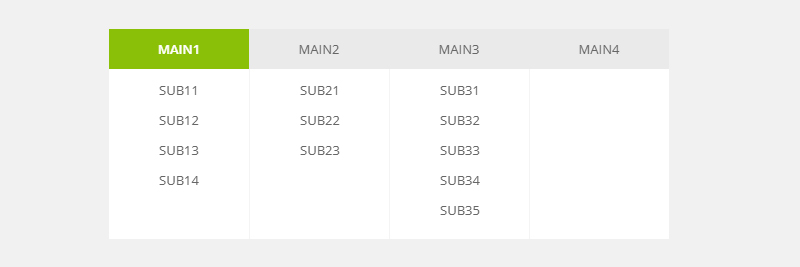 MAIN1 MAIN2 MAIN3 MAIN4
SUB11 SUB21 SUB31
SUB12 SUB22 SUB32
SUB13 SUB23 SUB33
SUB14 SUB34
SUB35